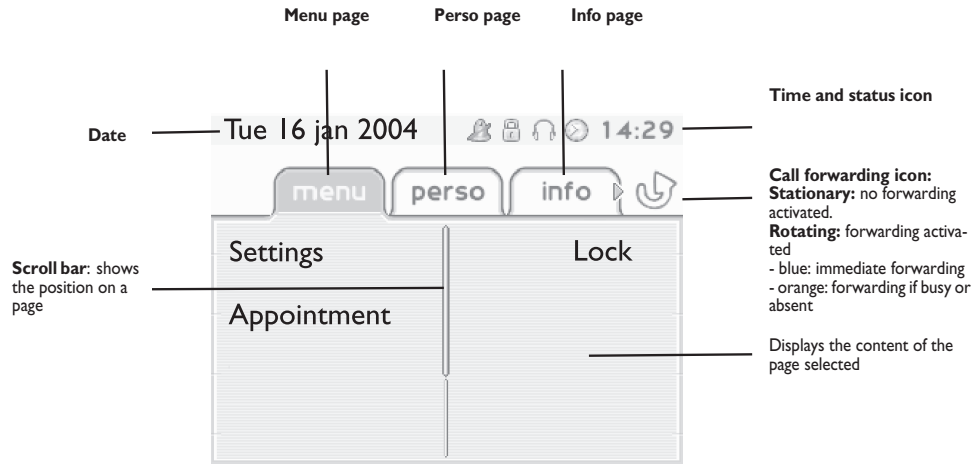 Menu page
Perso page
Info page
Time and status icon
Date
Tue 16 jan 2004
14:29
menu
perso
info
Call forwarding icon:
Stationary: no forwarding
activated.
Rotating: forwarding activa-
ted
- blue: immediate forwarding
- orange: forwarding if busy or
absent
Settings
Lock
Scroll bar: shows
the position on a
page
Appointment
Displays the content of the
page selected